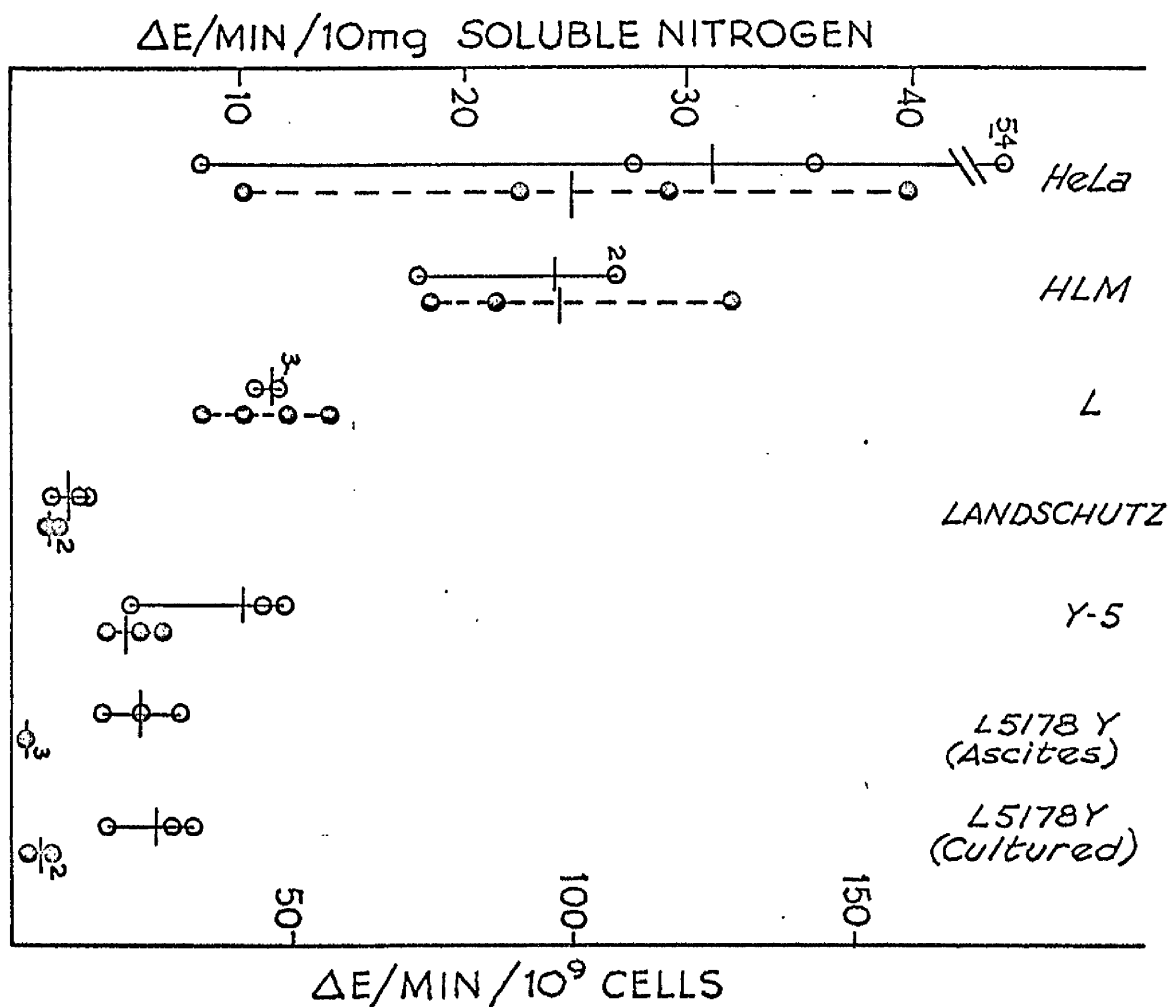 ΔE/MIN/10mg SOLUBLE NITROGEN
10
20
30
40
54
HeLa
2
HLM
3
L
LANDSCHUTZ
2
Y-5
L5178 Y
(Ascites)
3
L5178Y
(Cultured)
2
50
100
150
ΔE/MIN/10⁹ CELLS